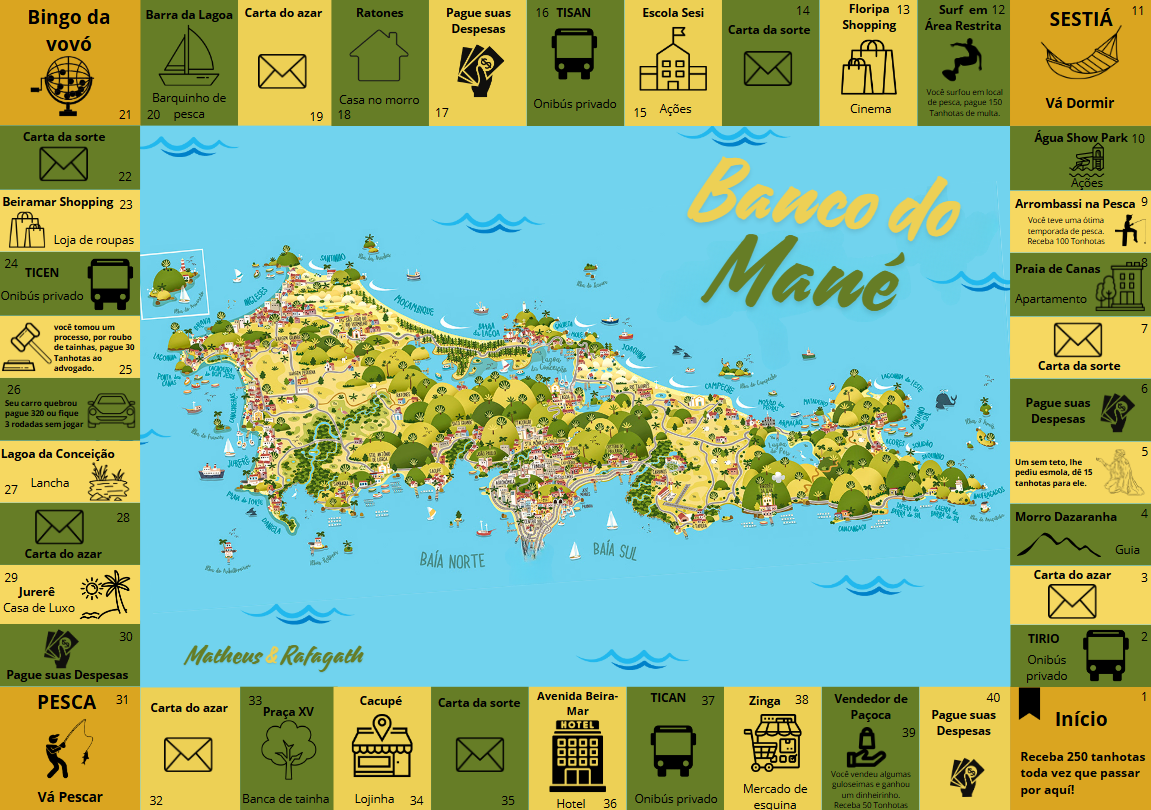 Bingo da
vovó
21
Barra da Lagoa
Barquinho de
pesca
20
Carta do azar
19
Ratones
Casa no morro
18
Pague suas
Despesas
17
16 TISAN
Onibús privado
Escola Sesi
15 Ações
14
Carta da sorte
Floripa 13
Shopping
Cinema
Surf em 12
Área Restrita
Você surfou em local
de pesca, pague 150
Tanhotas de multa.
11
SESTIÁ
Vá Dormir
Carta da sorte
22
Beiramar Shopping 23
Loja de roupas
24
TICEN
Onibús privado
você tomou um
processo, por roubo
de tainhas, pague 30
Tanhotas ao
advogado. 25
26
Seu carro quebrou
pague 320 ou fique
3 rodadas sem jogar
Lagoa da Conceição
Lancha
27
28
Carta do azar
29
Jurerê
Casa de Luxo
30
Pague suas Despesas
Banco do
Mané
SANTINHO
INGLESES
MOÇAMBIQUE
BARRA
DA LAGOA
JOAQUINA
CAMPECHE
JURERÊ
DANIELA
BAÍA NORTE
BAÍA SUL
Matheus & Rafagath
Água Show Park 10
Ações
Arrombassi na Pesca 9
Você teve uma ótima
temporada de pesca.
Receba 100 Tonhotas
8
Praia de Canas
Apartamento
7
Carta da sorte
6
Pague suas
Despesas
5
Um sem teto, lhe
pediu esmola, dê 15
tanhotas para ele.
Morro Dazaranha 4
Guia
Carta do azar
3
TIRIO 2
Onibús
privado
PESCA 31
Vá Pescar
Carta do azar
32
33
Praça XV
Banca de tainha
Cacupé
Lojinha 34
Carta da sorte
35
Avenida Beira-
Mar
HOTEL
Hotel 36
TICAN 37
Onibús privado
Zinga 38
Mercado de
esquina
Vendedor de
Paçoca
39
Você vendeu algumas
guloseimas e ganhou
um dinheirinho.
Receba 50 Tonhotas
40
Pague suas
Despesas
1
Início
Receba 250 tanhotas
toda vez que passar
por aquí!